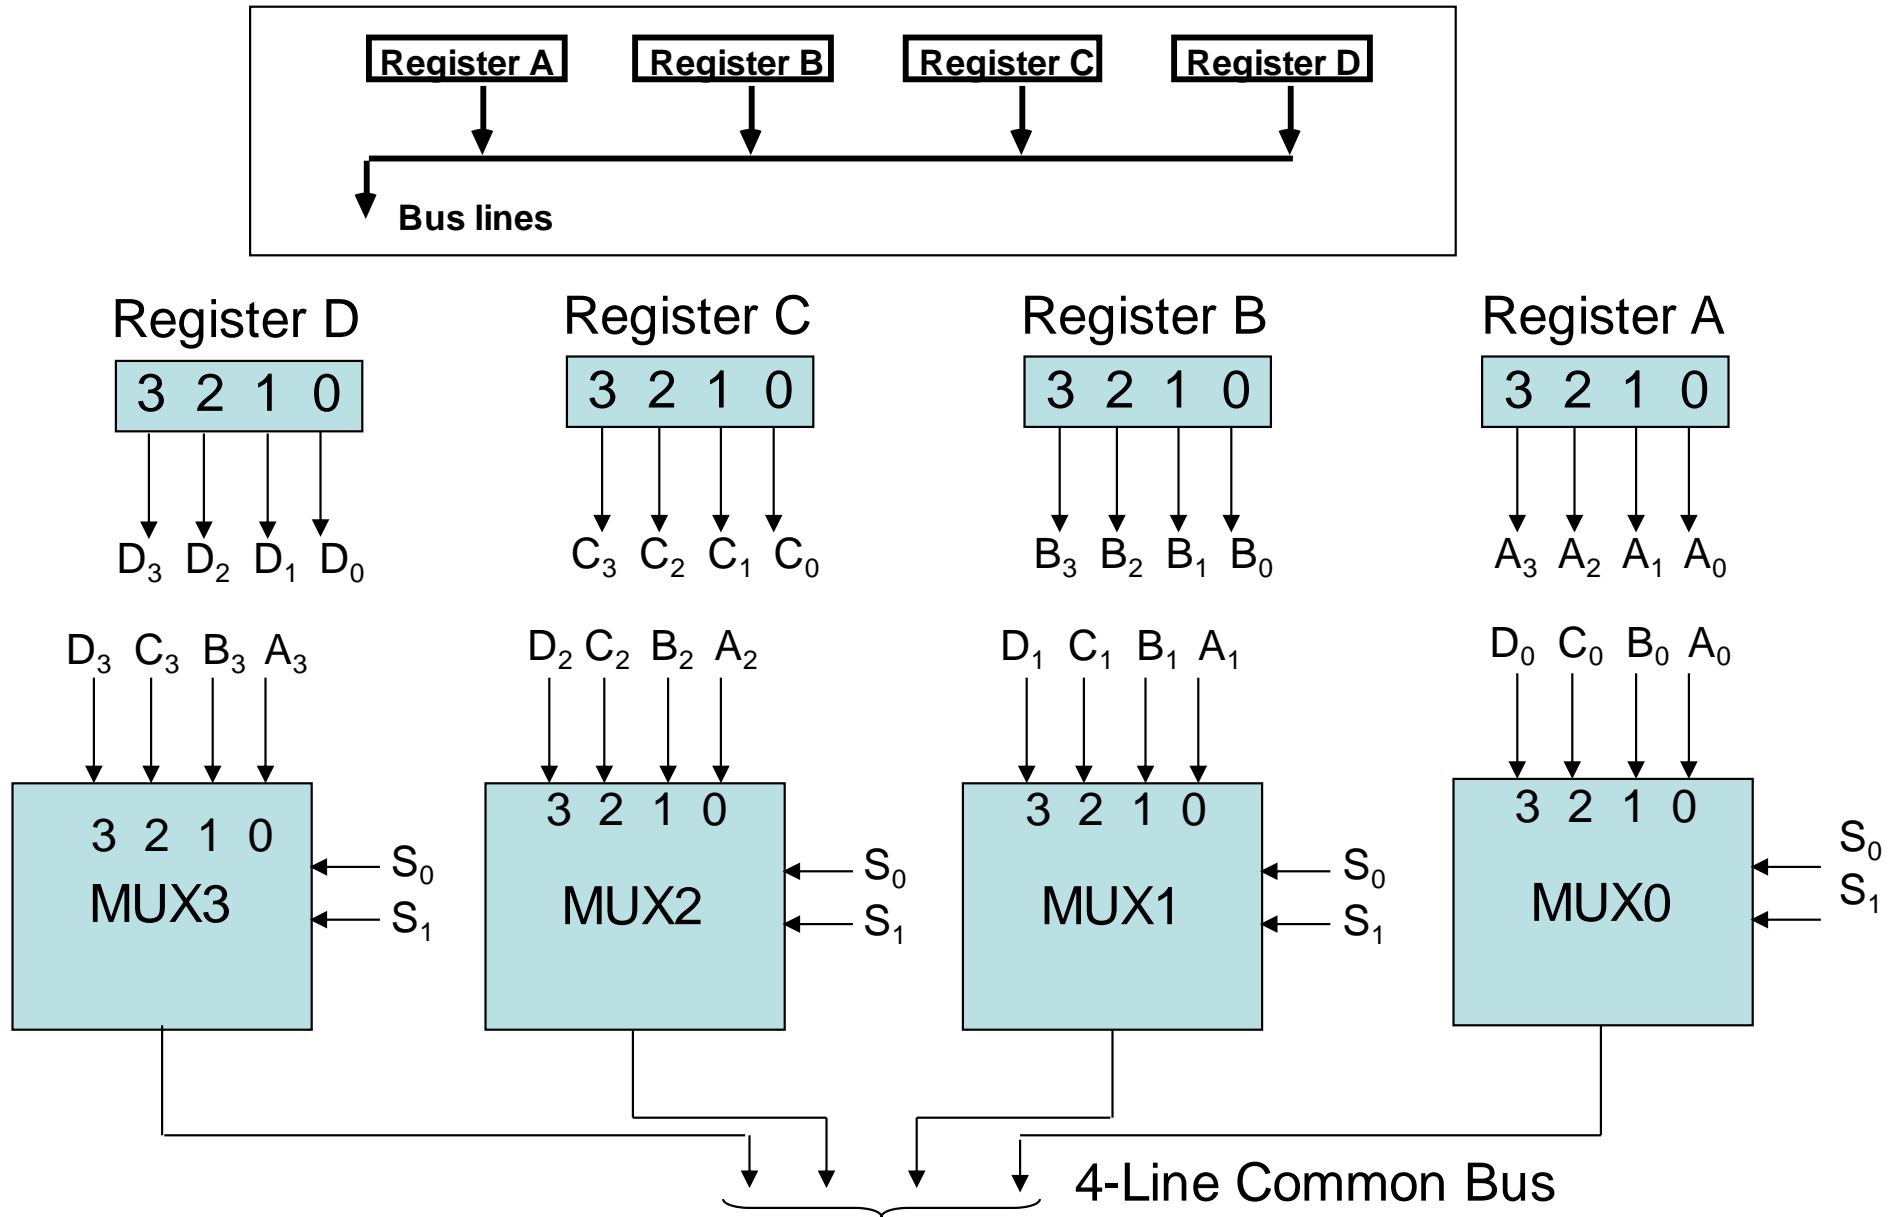 Register A Register B Register C Register D
Bus lines
Register D Register C Register B Register A
3 2 1 0 3 2 1 0 3 2 1 0 3 2 1 0
D3 D2 D1 D0 C3 C2 C1 C0 B3 B2 B1 B0 A3 A2 A1 A0
D3 C3 B3 A3 D2 C2 B2 A2 D1 C1 B1 A1 D0 C0 B0 A0
3 2 1 0 3 2 1 0 3 2 1 0 3 2 1 0
S0 S0 S0 S0
MUX3 MUX2 MUX1 MUX0
S1 S1 S1 S1
4-Line Common Bus